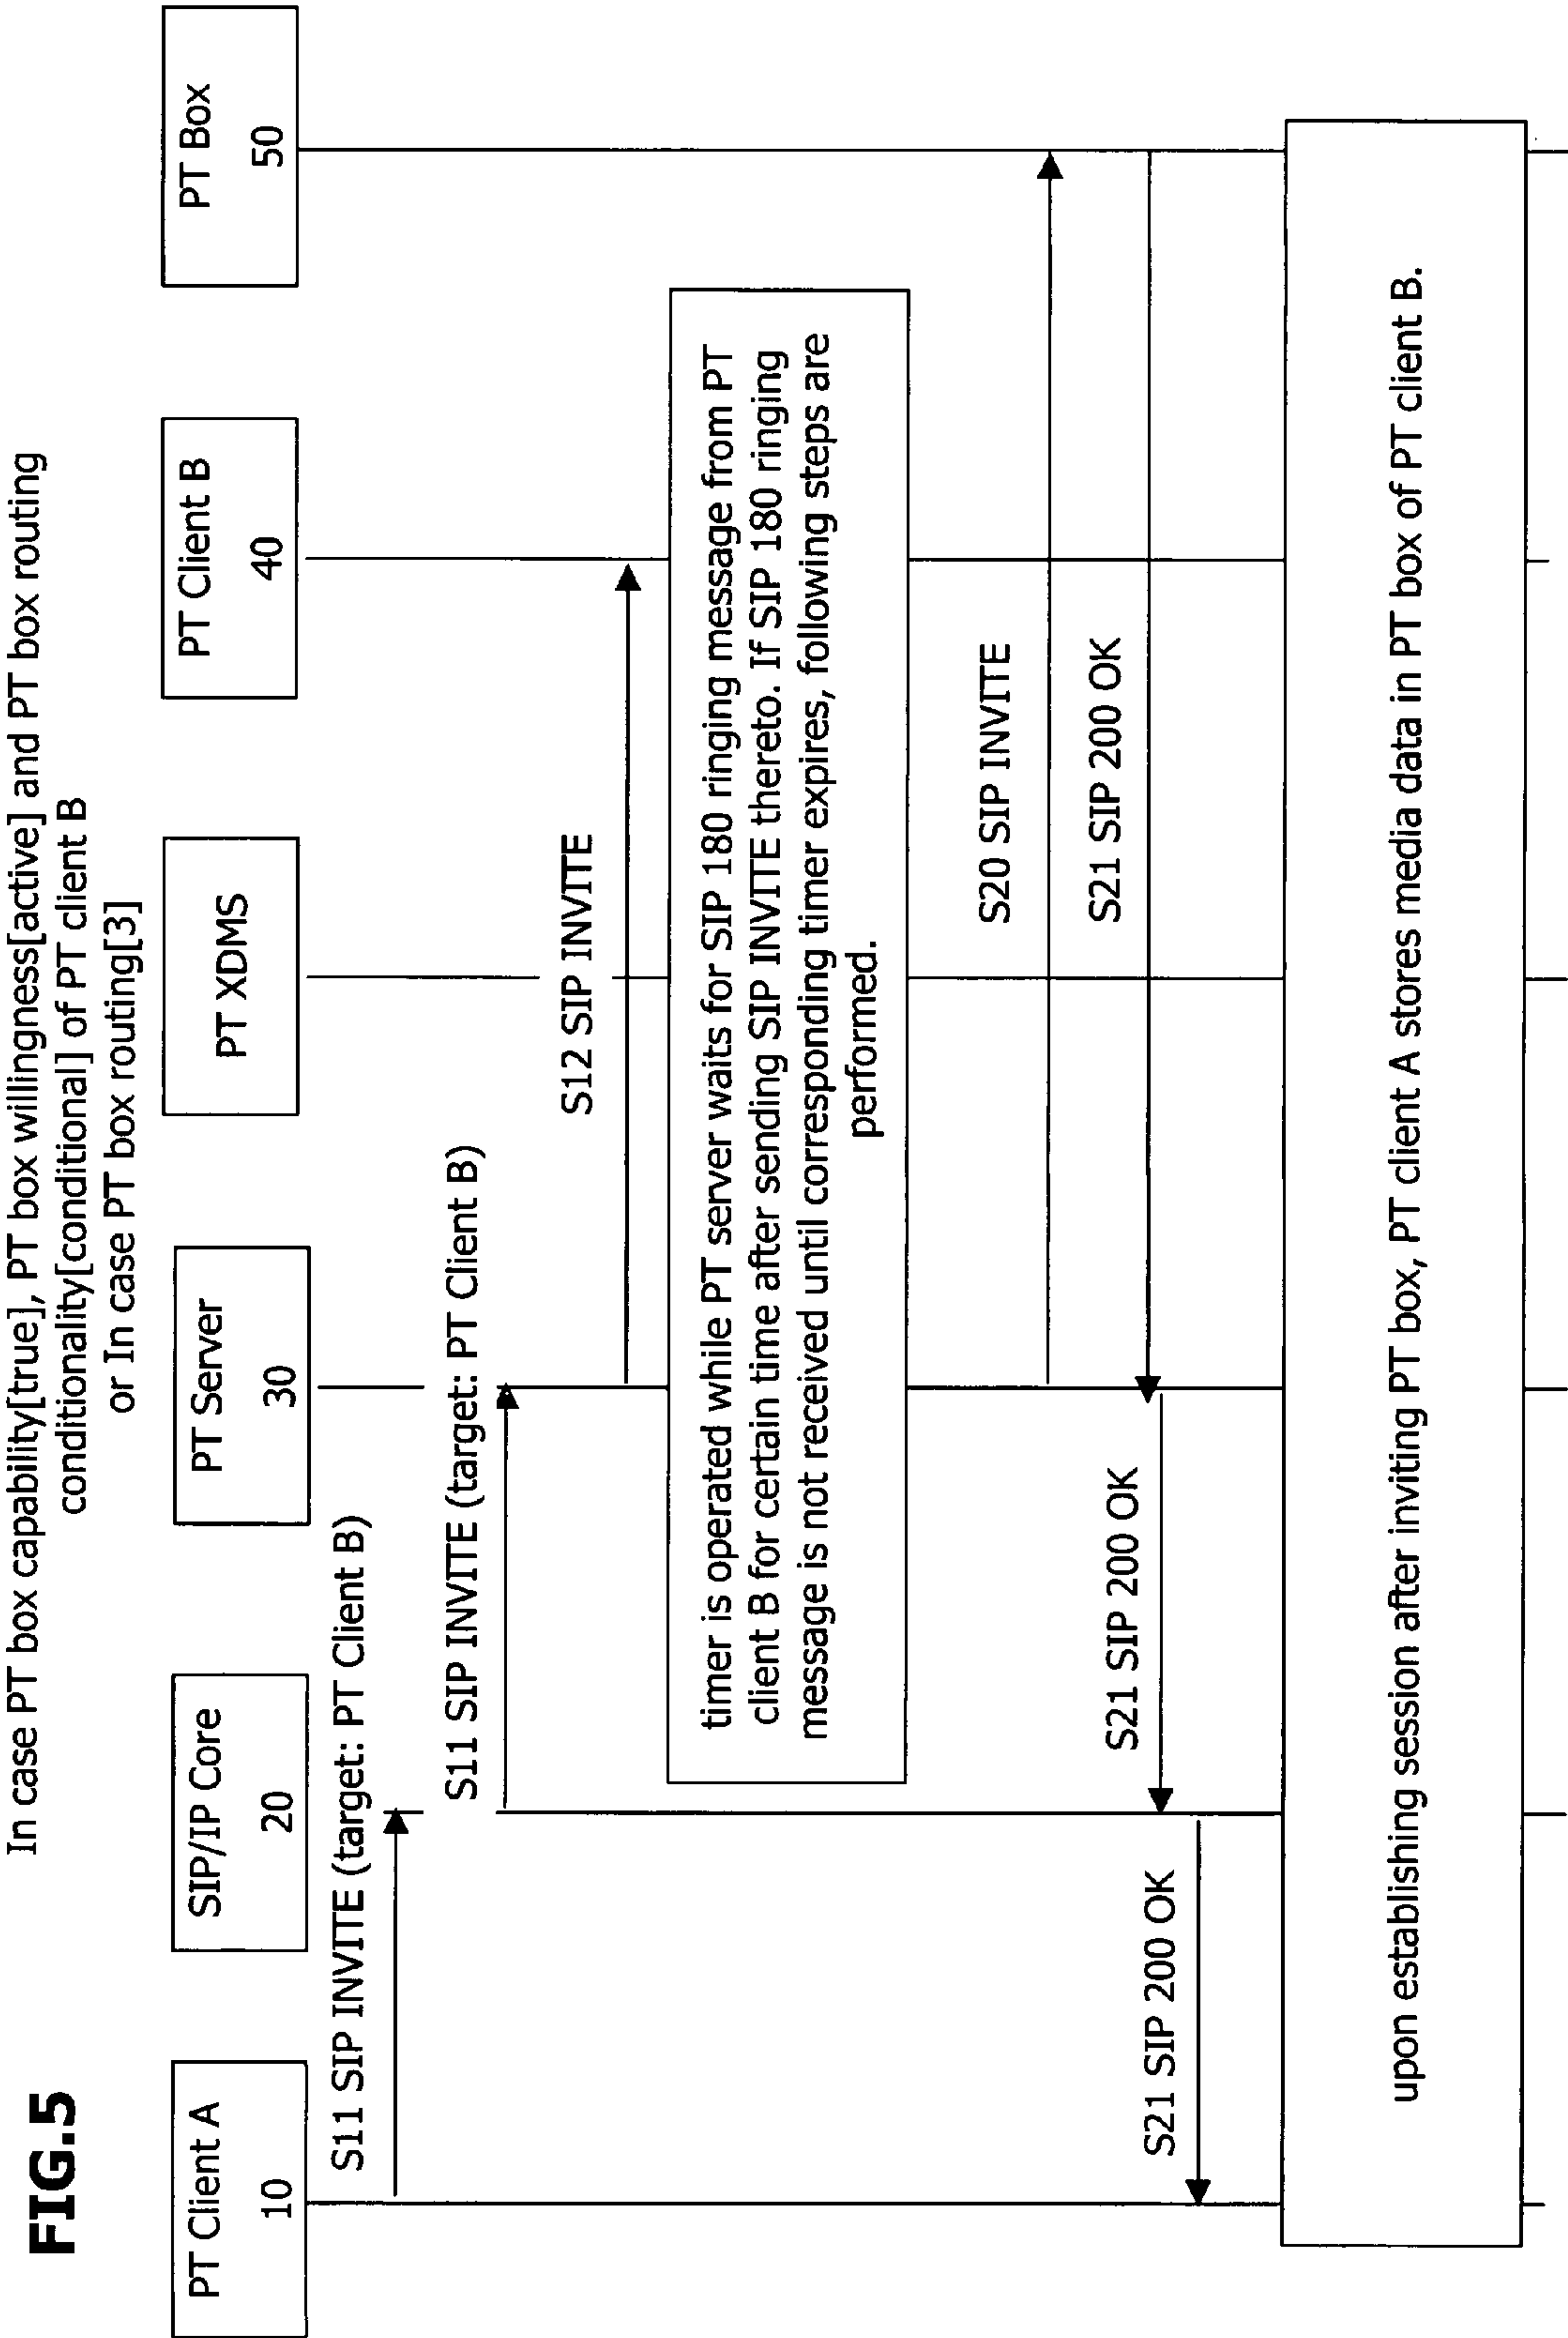 FIG.5
In case PT box capability[true], PT box willingness[active] and PT box routing
conditionality[conditional] of PT client B
or In case PT box routing[3]
PT Client A
10
SIP/IP Core
20
PT Server
30
PT XDMS
PT Client B
40
PT Box
50
S11 SIP INVITE (target: PT Client B)
S11 SIP INVITE (target: PT Client B)
S12 SIP INVITE
timer is operated while PT server waits for SIP 180 ringing message from PT
client B for certain time after sending SIP INVITE thereto. If SIP 180 ringing
message is not received until corresponding timer expires, following steps are
performed.
S20 SIP INVITE
S21 SIP 200 OK
S21 SIP 200 OK
S21 SIP 200 OK
upon establishing session after inviting PT box, PT client A stores media data in PT box of PT client B.